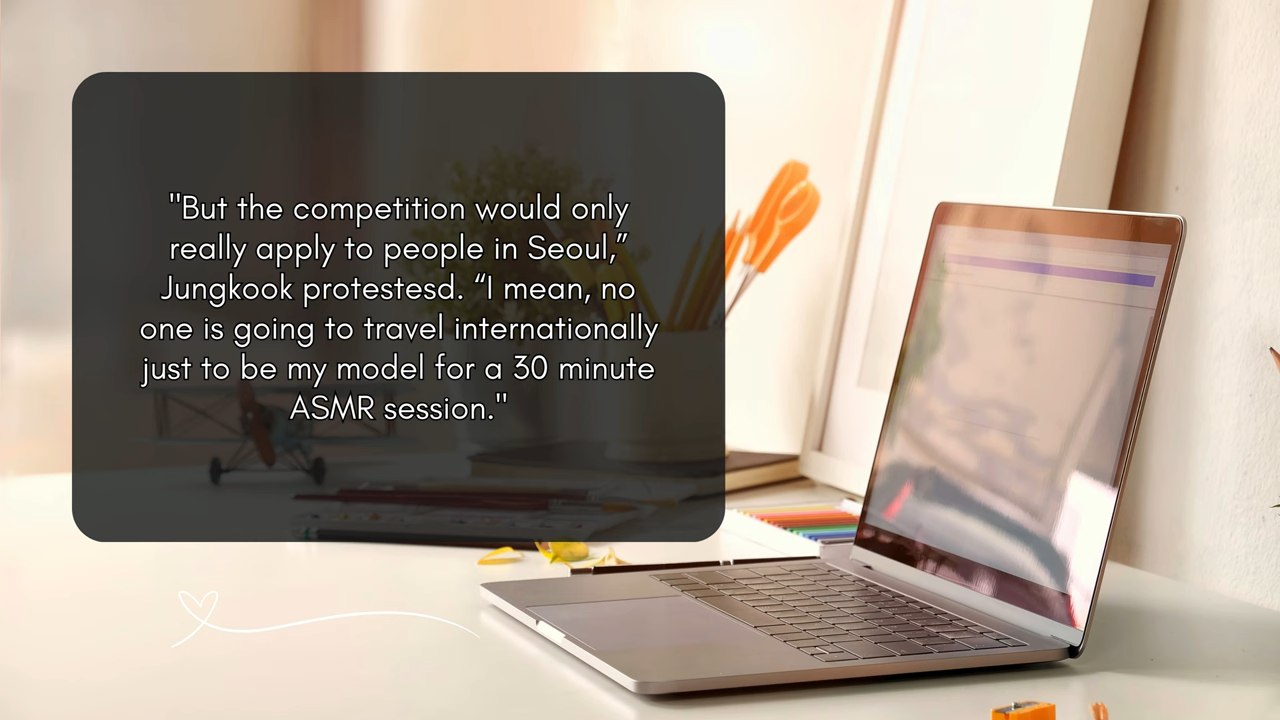 "But the competition would only
really apply to people in Seoul,”
Jungkook protestesd. “I mean, no
one is going to travel internationally
just to be my model for a 30 minute
ASMR session."